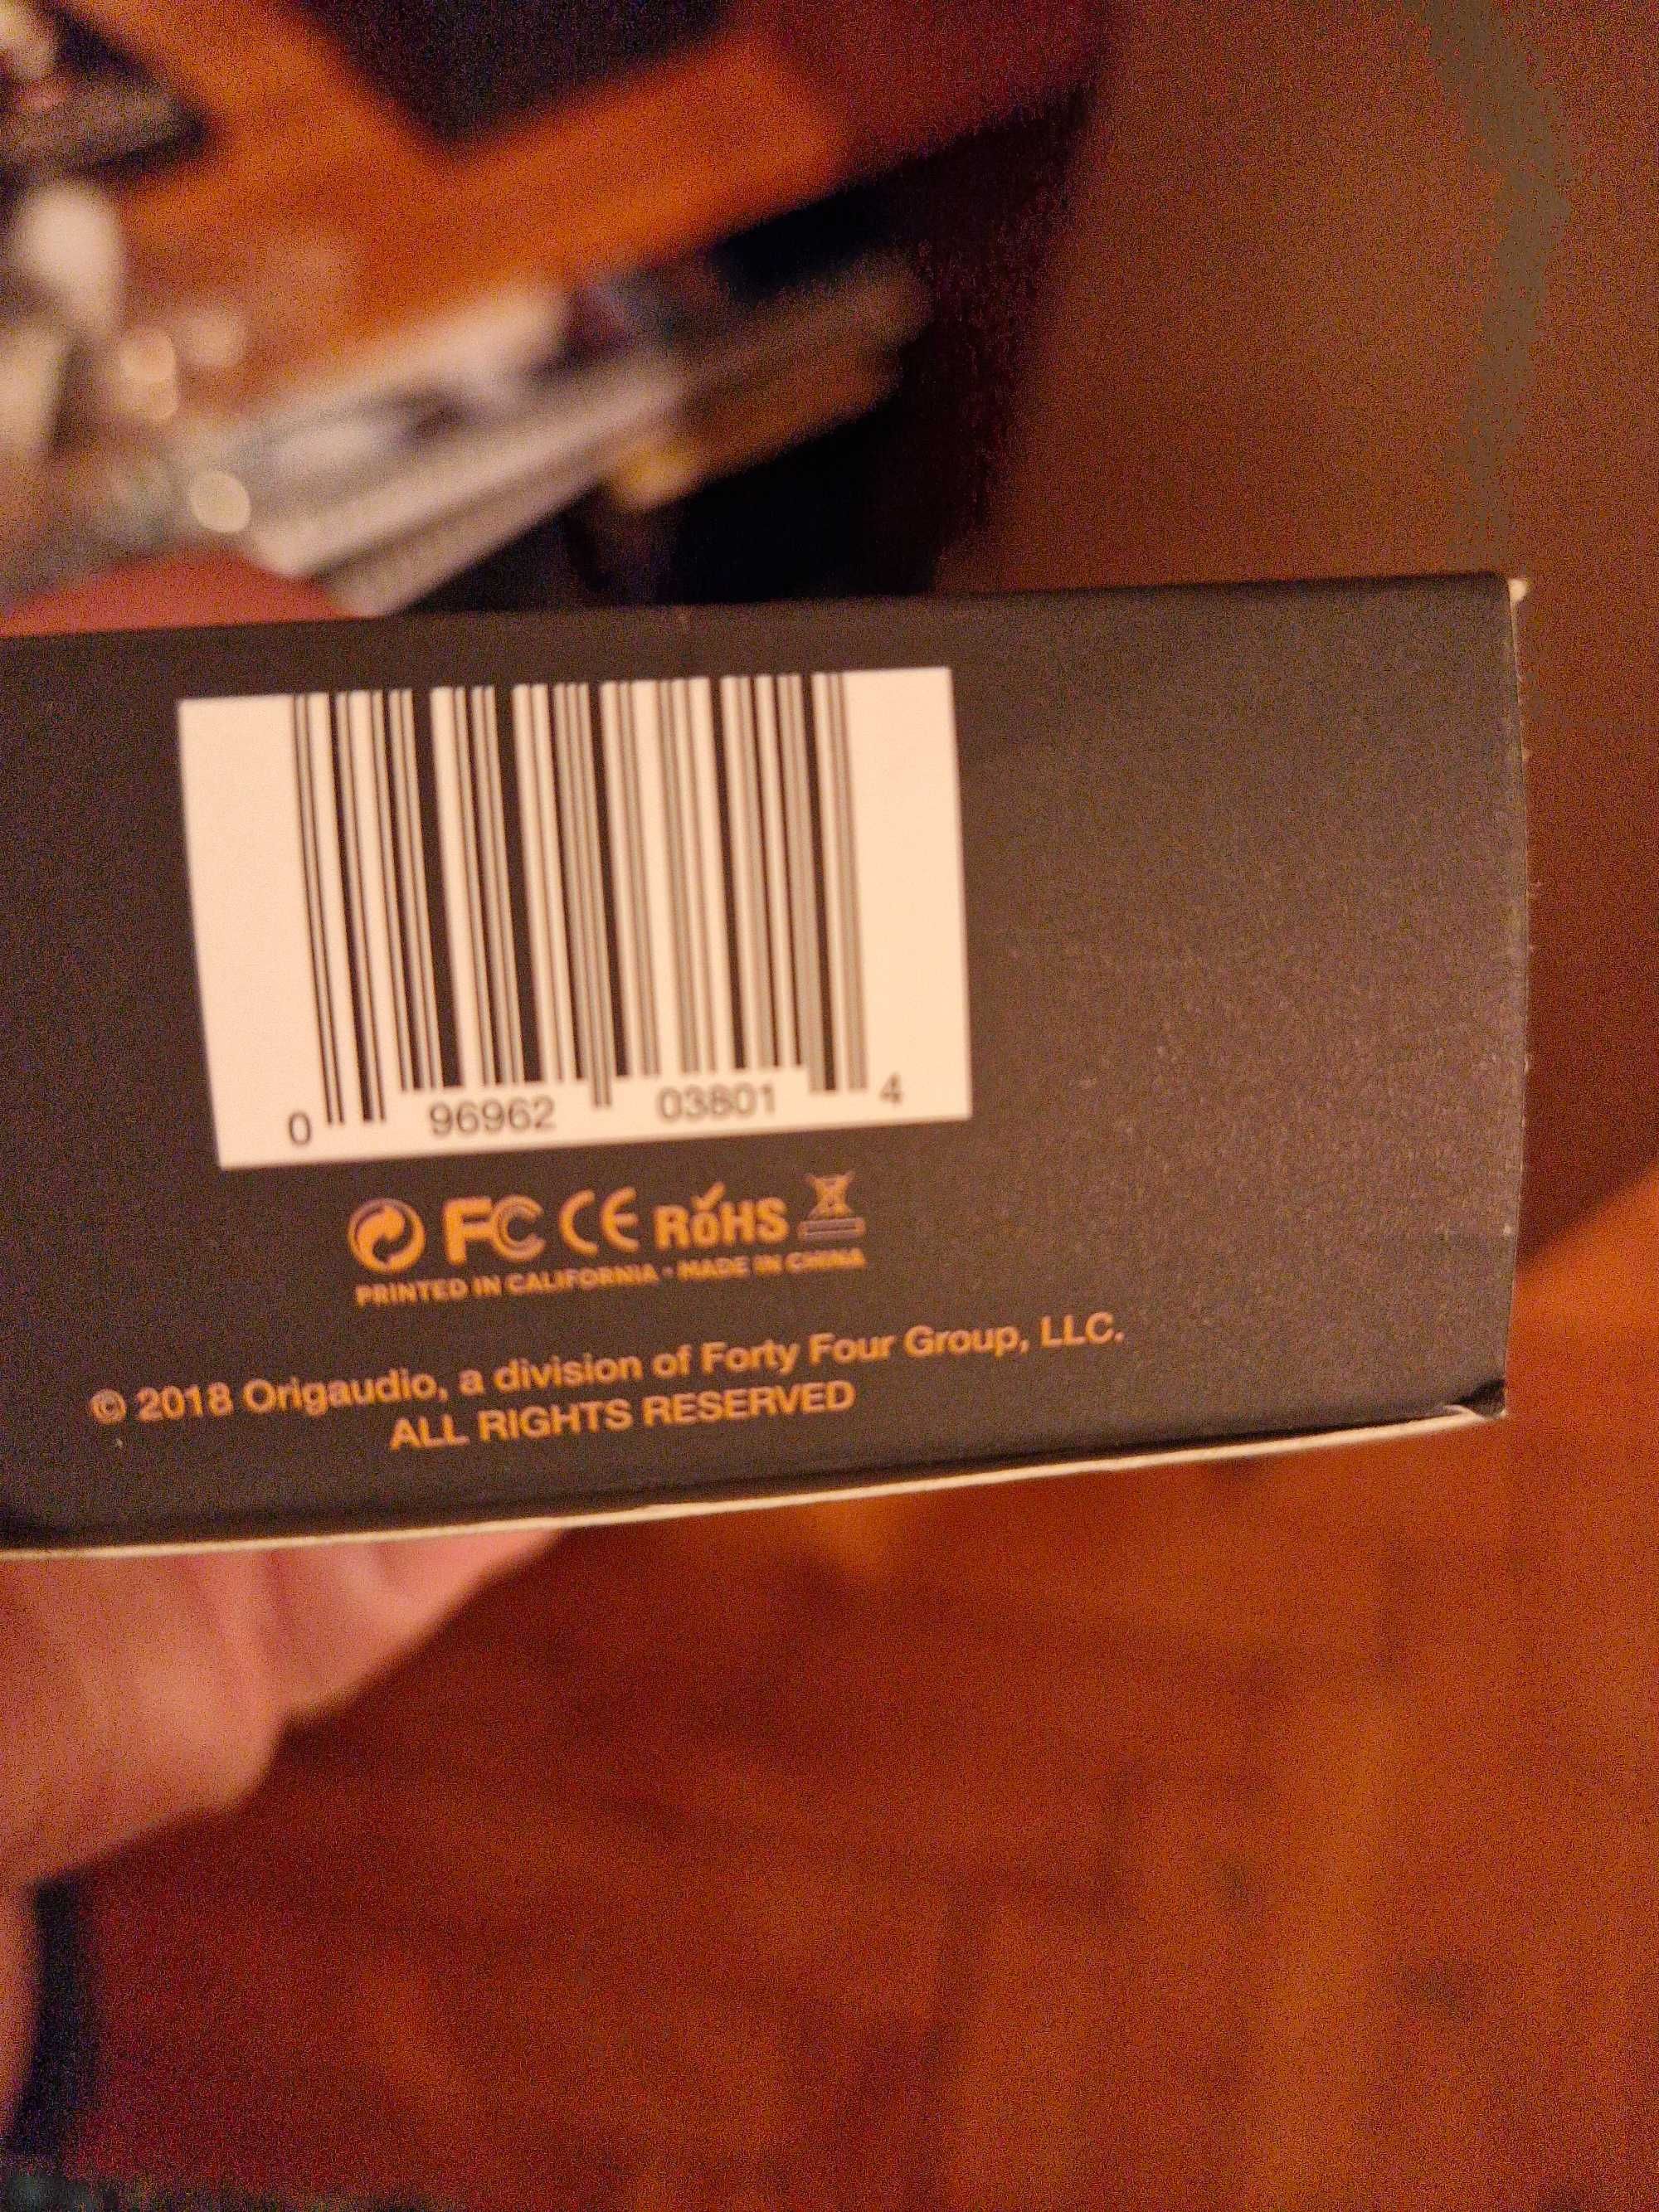 0 96962 03801 4
FC CE RoHS
PRINTED IN CALIFORNIA • MADE IN CHINA
© 2018 Origaudio, a division of Forty Four Group, LLC.
ALL RIGHTS RESERVED